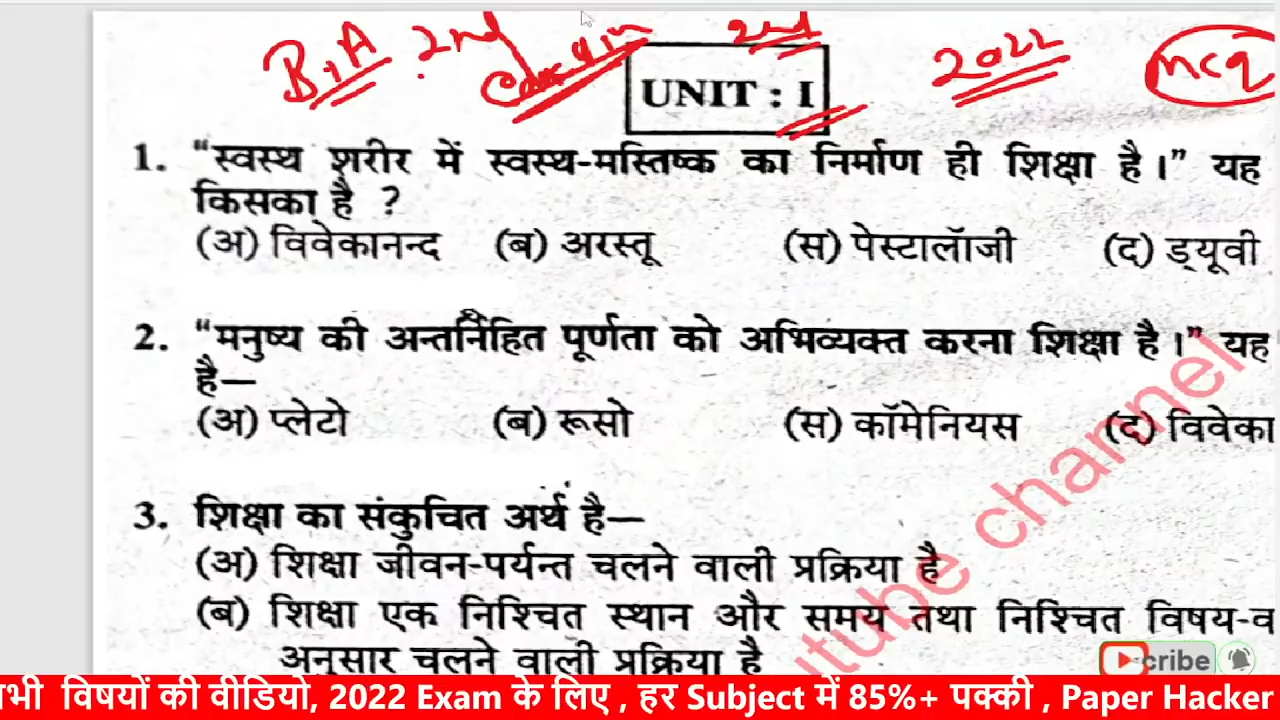 B.A 2nd 2nd 2022 mcq
UNIT : I
1. “स्वस्थ शरीर में स्वस्थ-मस्तिष्क का निर्माण ही शिक्षा है।” यह
किसका है ?
(अ) विवेकानन्द (ब) अरस्तू (स) पेस्टालॉजी (द) ड्यूवी
2. “मनुष्य की अन्तर्निहित पूर्णता को अभिव्यक्त करना शिक्षा है।” यह
है—
(अ) प्लेटो (ब) रूसो (स) कॉमेनियस (द) विवेका
3. शिक्षा का संकुचित अर्थ है—
(अ) शिक्षा जीवन-पर्यन्त चलने वाली प्रक्रिया है
(ब) शिक्षा एक निश्चित स्थान और समय तथा निश्चित विषय-व
अनुसार चलने वाली प्रक्रिया है
utube channel
cribe
भी विषयों की वीडियो, 2022 Exam के लिए , हर Subject में 85%+ पक्की , Paper Hacker